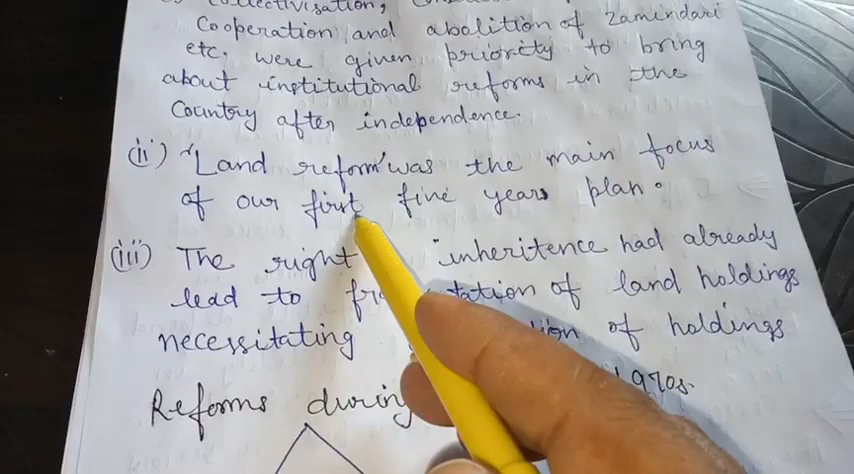 Collectivisation,
Cooperation and abolition of Zamindari
etc, were given priority to bring
about institutional reforms in the
Country after independence.
(ii) "Land reform" was the main focus
of our first five years plan.
(iii) The right inheritence had already
lead to tation of land holdings
necessitating of holdings
Reforms during 1970s.